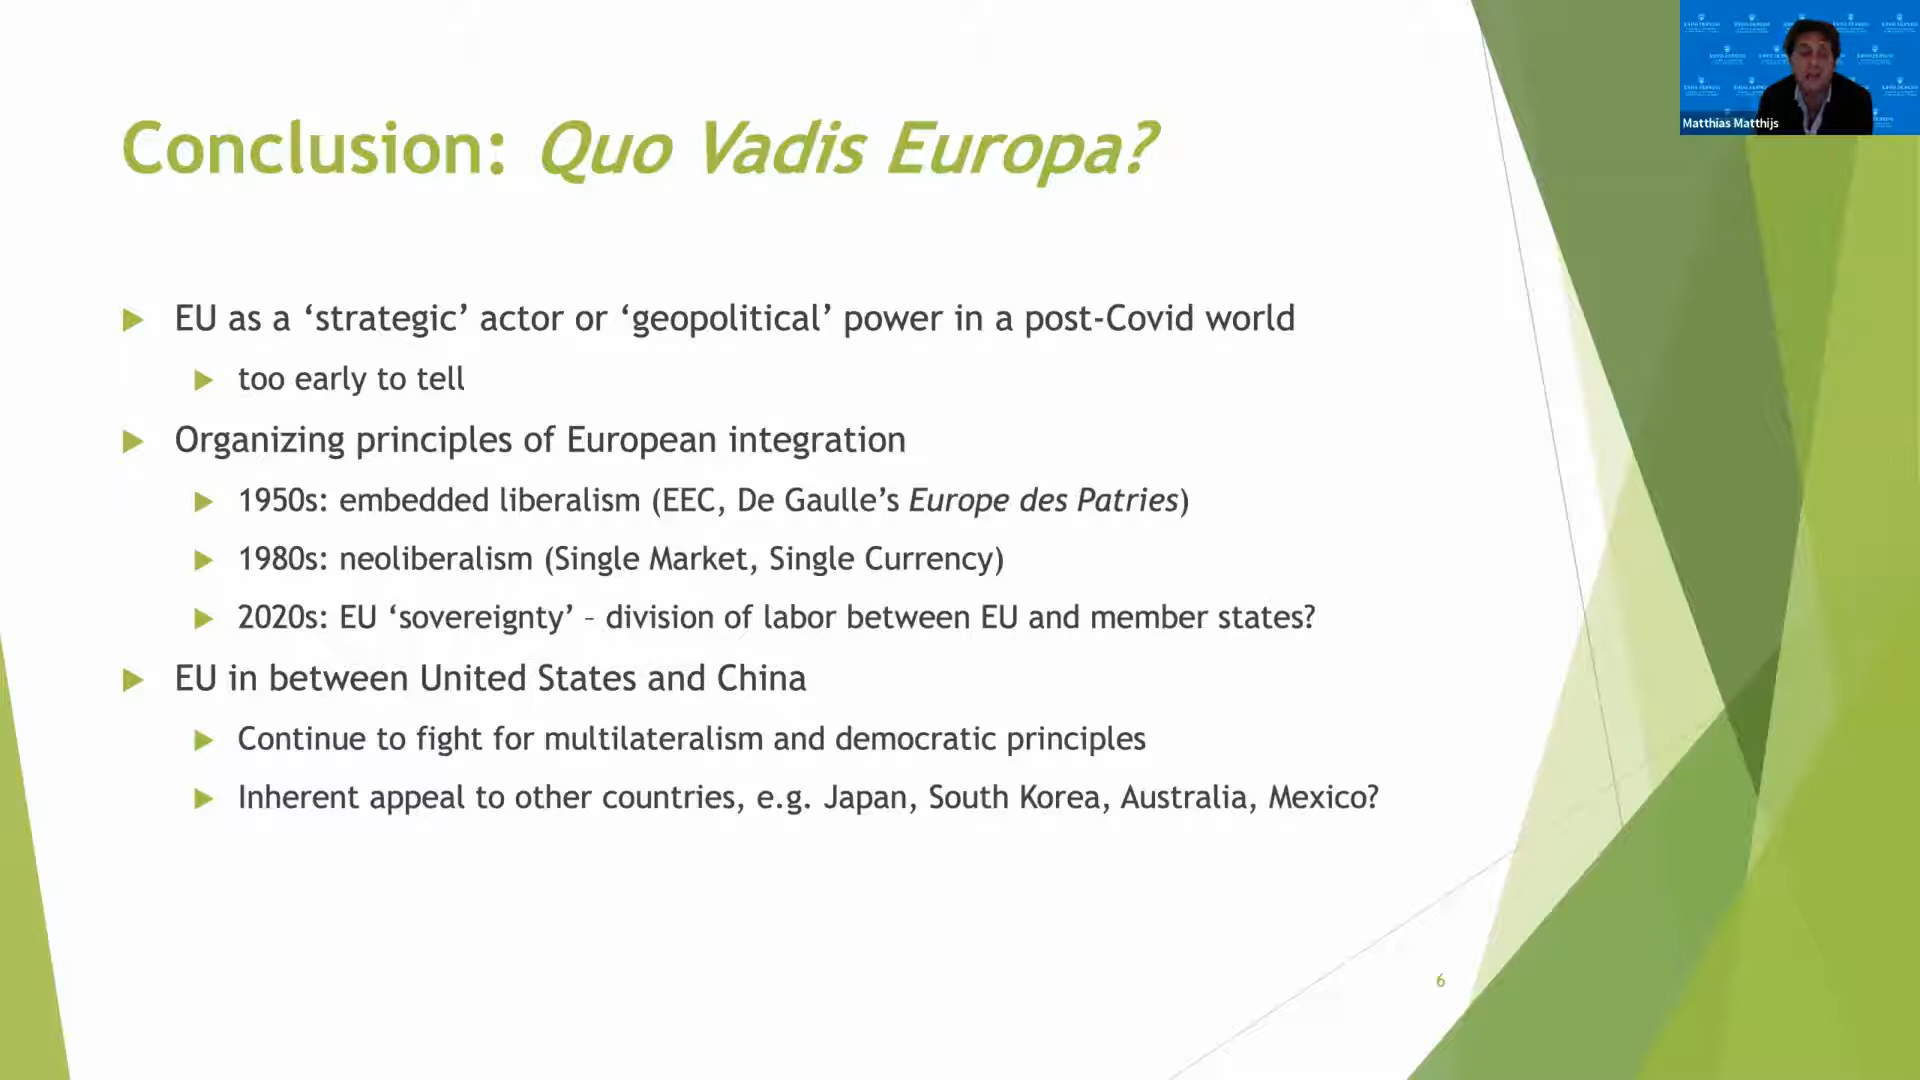 Conclusion: Quo Vadis Europa?
EU as a ‘strategic’ actor or ‘geopolitical’ power in a post-Covid world
too early to tell
Organizing principles of European integration
1950s: embedded liberalism (EEC, De Gaulle’s Europe des Patries)
1980s: neoliberalism (Single Market, Single Currency)
2020s: EU ‘sovereignty’ – division of labor between EU and member states?
EU in between United States and China
Continue to fight for multilateralism and democratic principles
Inherent appeal to other countries, e.g. Japan, South Korea, Australia, Mexico?
6
Matthias Matthijs